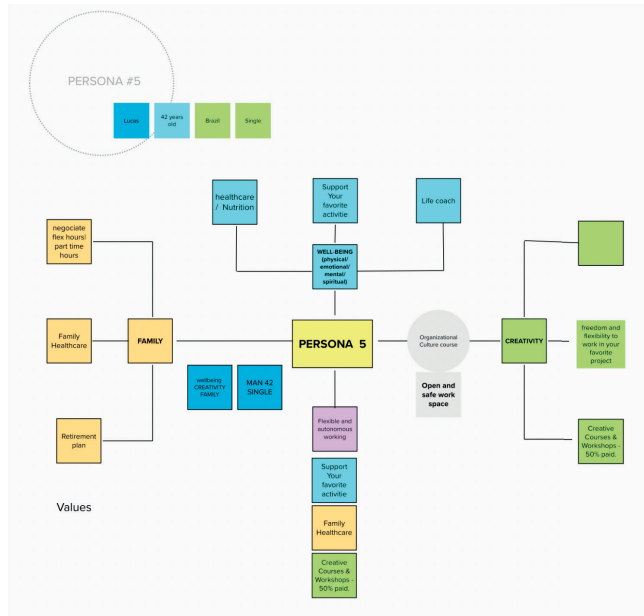 PERSONA #5
Lucas
42 years
old
Brazil
Single
healthcare
/ Nutrition
Support
Your
favorite
activitie
Life coach
negociate
flex hours/
part time
hours
WELL-BEING
(physical/
emotional/
mental/
spiritual)
Family
Healthcare
FAMILY
PERSONA 5
Organizational
Culture course
CREATIVITY
freedom and
flexibility to
work in your
favorite
project
wellbeing
CREATIVITY
FAMILY
MAN 42
SINGLE
Open and
safe work
space
Flexible and
autonomous
working
Retirement
plan
Creative
Courses &
Workshops -
50% paid.
Support
Your
favorite
activitie
Values
Family
Healthcare
Creative
Courses &
Workshops -
50% paid.